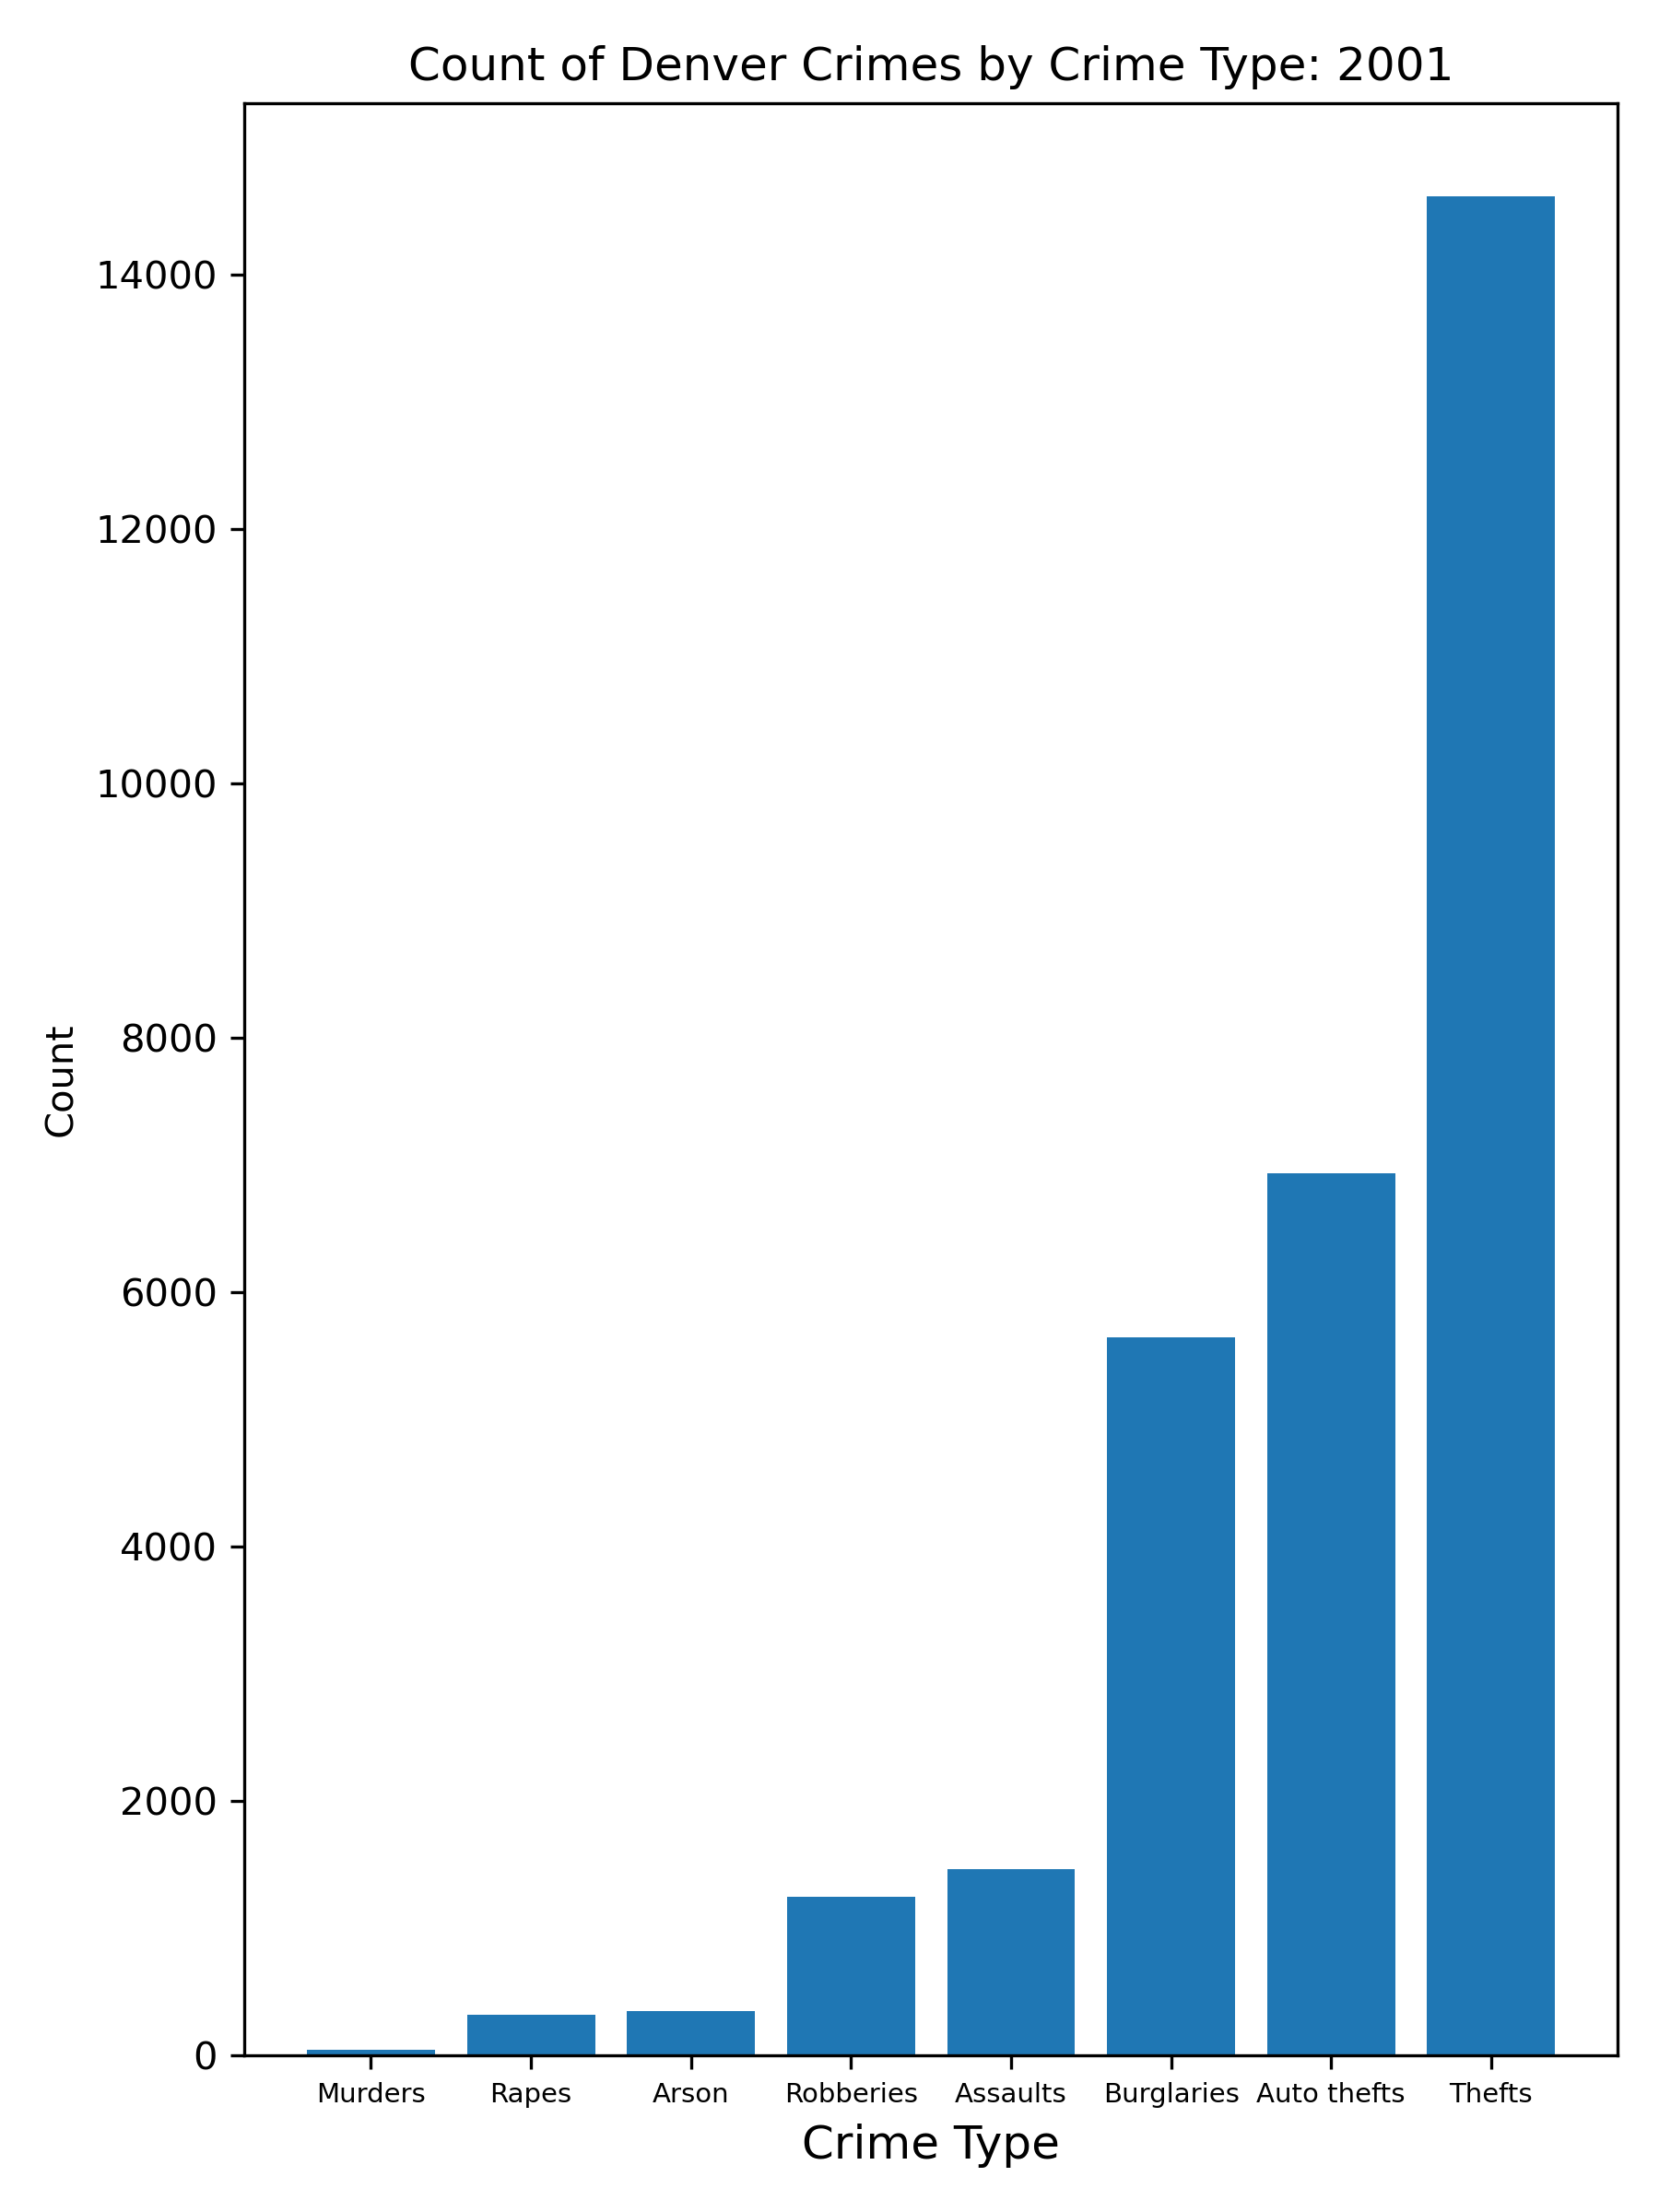 Count of Denver Crimes by Crime Type: 2001
14000
12000
10000
8000
6000
4000
2000
0
Count
Murders Rapes Arson Robberies Assaults Burglaries Auto thefts Thefts
Crime Type